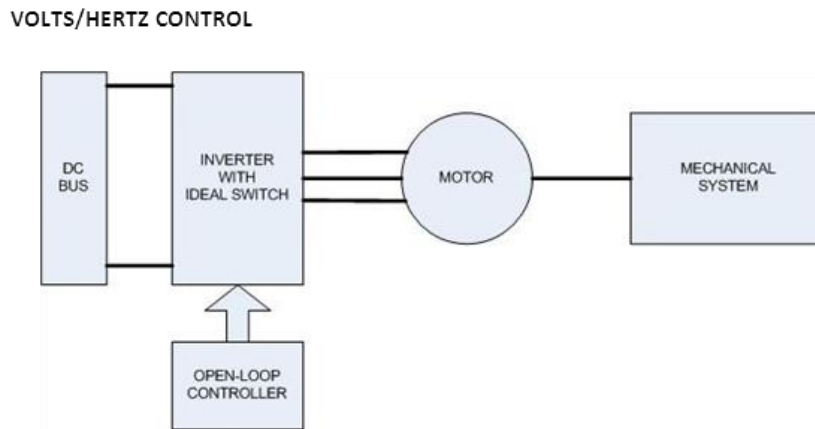 VOLTS/HERTZ CONTROL
DC
BUS
INVERTER
WITH
IDEAL SWITCH
MOTOR
MECHANICAL
SYSTEM
OPEN-LOOP
CONTROLLER